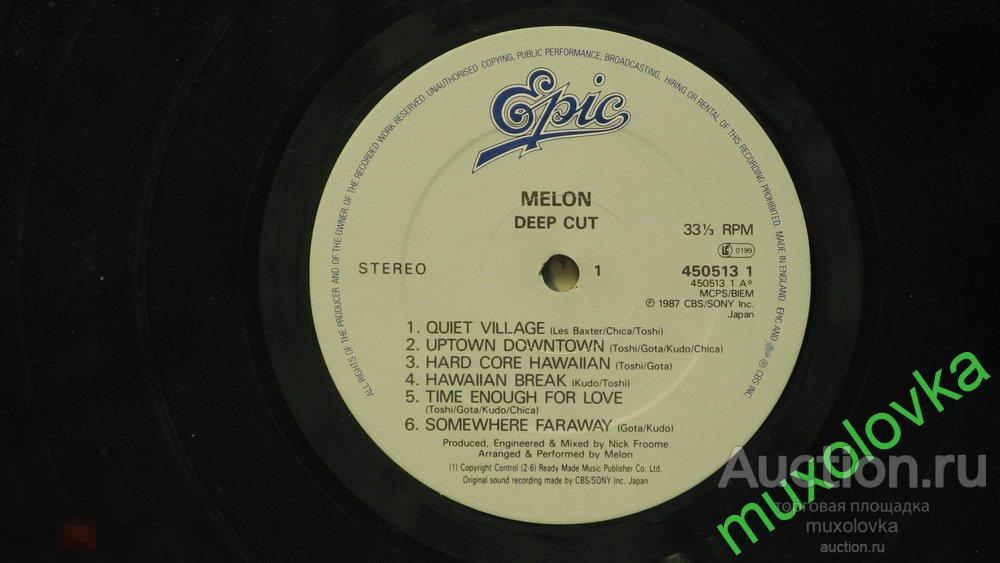 ALL RIGHTS OF THE PRODUCER AND OF THE OWNER OF THE RECORDED WORK RESERVED. UNAUTHORISED COPYING, PUBLIC PERFORMANCE, BROADCASTING, HIRING OR RENTAL OF THIS RECORDING PROHIBITED. MADE IN ENGLAND. EPIC AND Epic ® CBS INC
Epic
MELON
DEEP CUT
33⅓ RPM
LC 0199
STEREO
1
450513 1
450513 1 A*
MCPS/BIEM
℗ 1987 CBS/SONY Inc.
Japan
1. QUIET VILLAGE (Les Baxter/Chica/Toshi)
2. UPTOWN DOWNTOWN (Toshi/Gota/Kudo/Chica)
3. HARD CORE HAWAIIAN (Toshi/Gota)
4. HAWAIIAN BREAK (Kudo/Toshi)
5. TIME ENOUGH FOR LOVE
(Toshi/Gota/Kudo/Chica)
6. SOMEWHERE FARAWAY (Gota/Kudo)
Produced, Engineered & Mixed by Nick Froome
Arranged & Performed by Melon
(1) Copyright Control (2-6) Ready Made Music Publisher Co. Ltd.
Original sound recording made by CBS/SONY Inc. Japan
muxolovka
Auction.ru
торговая площадка
muxolovka
auction.ru